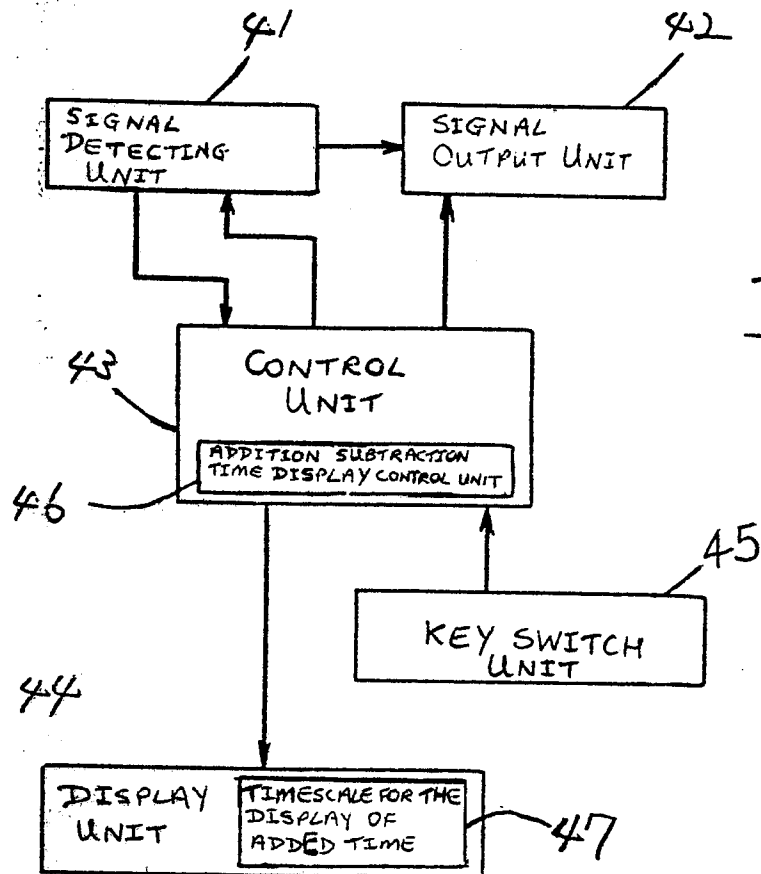 41
42
SIGNAL
DETECTING
UNIT
SIGNAL
OUTPUT UNIT
43
CONTROL
UNIT
ADDITION SUBTRACTION
TIME DISPLAY CONTROL UNIT
46
45
KEY SWITCH
UNIT
44
DISPLAY
UNIT
TIMESCALE FOR THE
DISPLAY OF
ADDED TIME
47